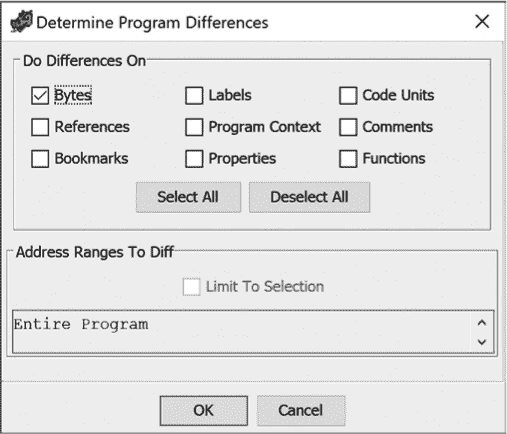 Determine Program Differences
Do Differences On
Bytes Labels Code Units
References Program Context Comments
Bookmarks Properties Functions
Select All Deselect All
Address Ranges To Diff
Limit To Selection
Entire Program
OK Cancel